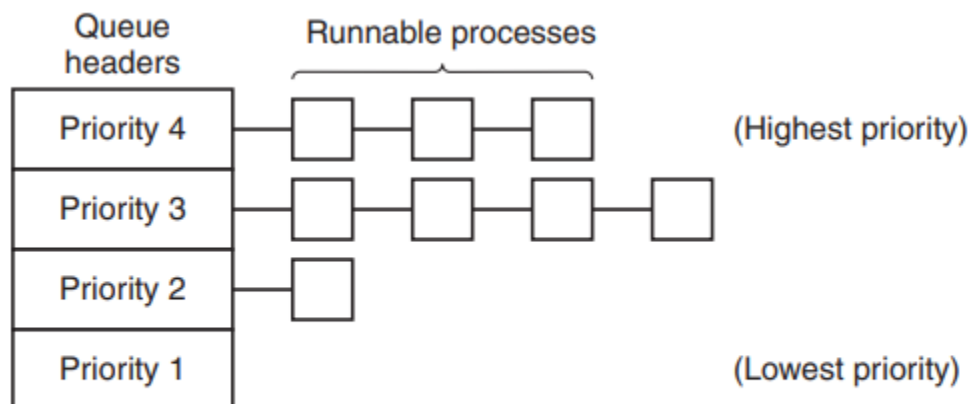 Queue
headers
Runnable processes
Priority 4
(Highest priority)
Priority 3
Priority 2
Priority 1
(Lowest priority)